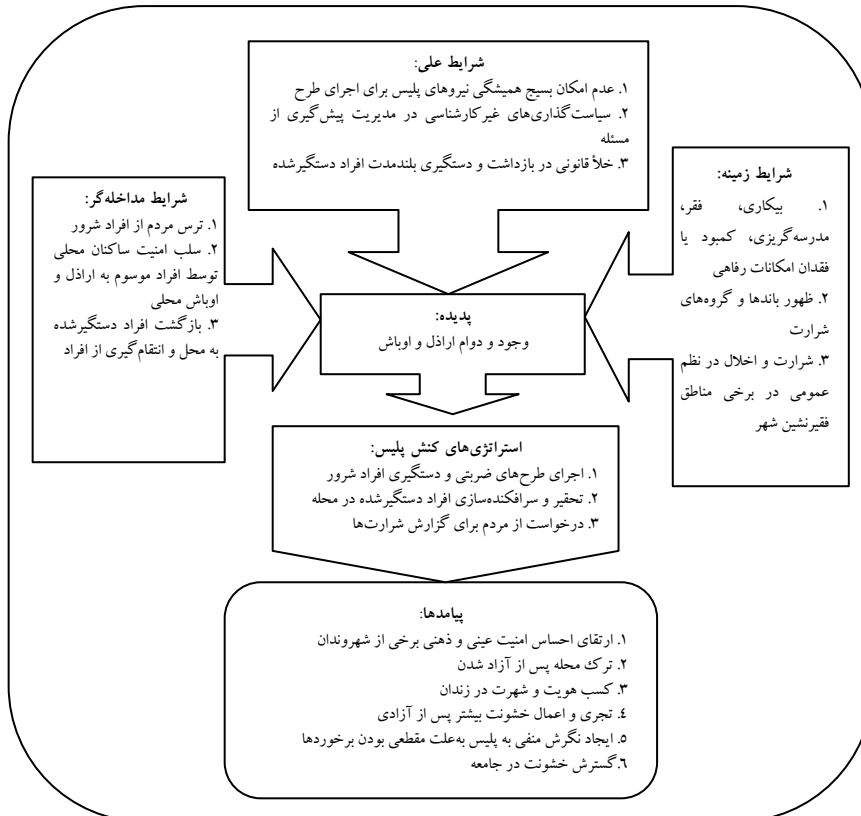 شرایط علی:
۱. عدم امکان بسیج همیشگی نیروهای پلیس برای اجرای طرح
۲. سیاست‌گذاری‌های غیرکارشناسی در مدیریت پیش‌گیری از
مسئله
۳. خلأ قانونی در بازداشت و دستگیری بلندمدت افراد دستگیرشده
شرایط زمینه:
۱. بیکاری، فقر،
مدرسه‌گریزی، کمبود یا
فقدان امکانات رفاهی
۲. ظهور باندها و گروه‌های
شرارت
۳. شرارت و اخلال در نظم
عمومی در برخی مناطق
فقیرنشین شهر
شرایط مداخله‌گر:
۱. ترس مردم از افراد شرور
۲. سلب امنیت ساکنان محلی
توسط افراد موسوم به اراذل و
اوباش محلی
۳. بازگشت افراد دستگیرشده
به محل و انتقام‌گیری از افراد
پدیده:
وجود و دوام اراذل و اوباش
استراتژی‌های کنش پلیس:
۱. اجرای طرح‌های ضربتی و دستگیری افراد شرور
۲. تحقیر و سرافکنده‌سازی افراد دستگیرشده در محله
۳. درخواست از مردم برای گزارش شرارت‌ها
پیامدها:
۱. ارتقای احساس امنیت عینی و ذهنی برخی از شهروندان
۲. ترك محله پس از آزاد شدن
۳. کسب هویت و شهرت در زندان
۴. تجری و اعمال خشونت بیشتر پس از آزادی
۵. ایجاد نگرش منفی به پلیس به‌علت مقطعی بودن برخوردها
۶.گسترش خشونت در جامعه